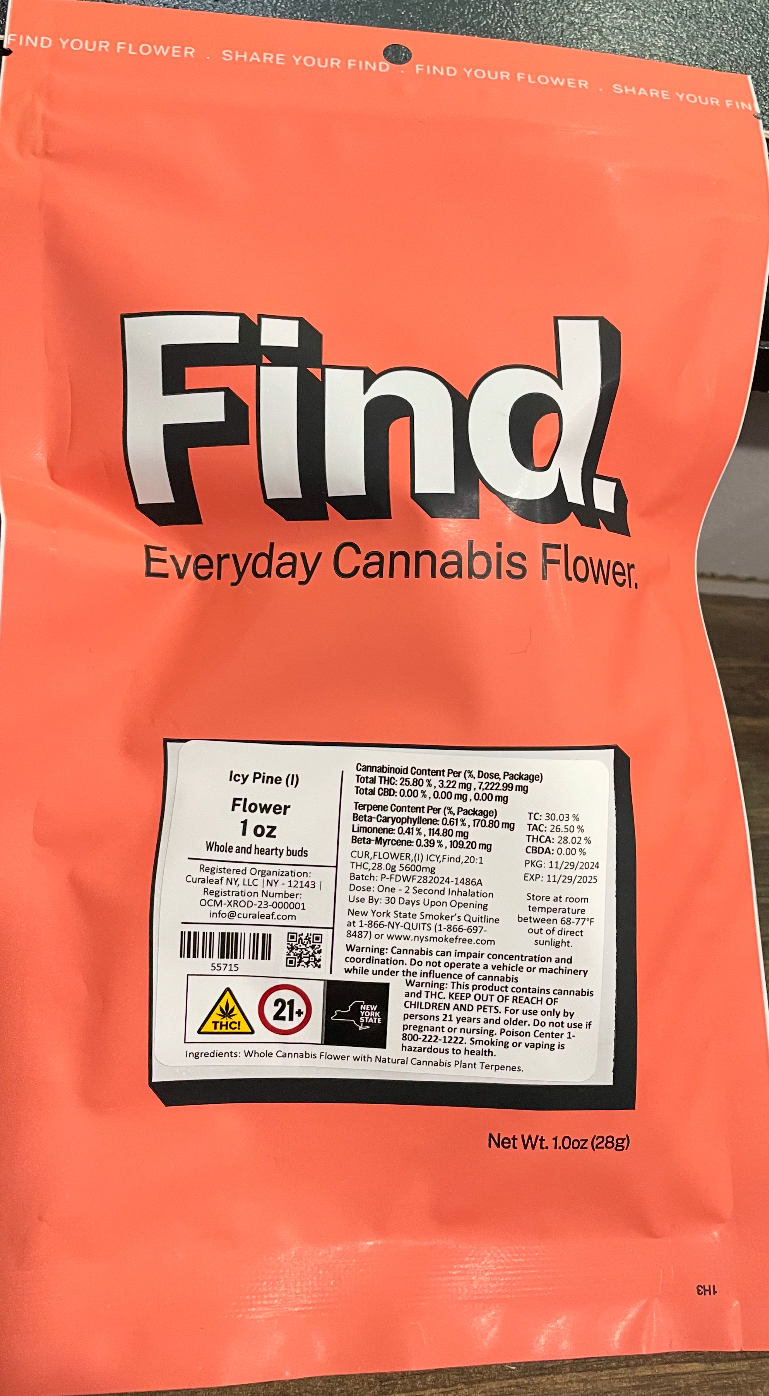 FIND YOUR FLOWER . SHARE YOUR FIND . FIND YOUR FLOWER . SHARE YOUR FIN
Find.
Everyday Cannabis Flower.
Icy Pine (I)
Flower
1 oz
Whole and hearty buds
Registered Organization:
Curaleaf NY, LLC | NY - 12143 |
Registration Number:
OCM-XROD-23-000001
info@curaleaf.com
55715
Cannabinoid Content Per (%, Dose, Package)
Total THC: 25.80 % , 3.22 mg , 7,222.99 mg
Total CBD: 0.00 % , 0.00 mg , 0.00 mg
Terpene Content Per (%, Package)
Beta-Caryophyllene: 0.61% , 170.80 mg
Limonene: 0.41% , 114.80 mg
Beta-Myrcene: 0.39 % , 109.20 mg
CUR,FLOWER,(I) ICY,Find,20:1
THC,28.0g 5600mg
Batch: P-FDWF282024-1486A
Dose: One - 2 Second Inhalation
Use By: 30 Days Upon Opening
New York State Smoker's Quitline
at 1-866-NY-QUITS (1-866-697-
8487) or www.nysmokefree.com
TC: 30.03 %
TAC: 26.50 %
THCA: 28.02 %
CBDA: 0.00 %
PKG: 11/29/2024
EXP: 11/29/2025
Store at room
temperature
between 68-77°F
out of direct
sunlight.
Warning: Cannabis can impair concentration and
coordination. Do not operate a vehicle or machinery
while under the influence of cannabis
Warning: This product contains cannabis
and THC. KEEP OUT OF REACH OF
CHILDREN AND PETS. For use only by
persons 21 years and older. Do not use if
pregnant or nursing. Poison Center 1-
800-222-1222. Smoking or vaping is
hazardous to health.
THC!
21+
NEW
YORK
STATE
Ingredients: Whole Cannabis Flower with Natural Cannabis Plant Terpenes.
Net Wt. 1.0oz (28g)
1H3